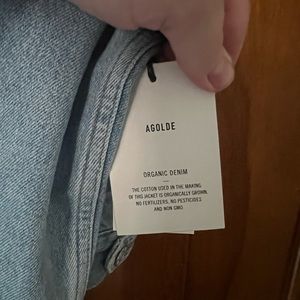 AGOLDE
ORGANIC DENIM
THE COTTON USED IN THE MAKING
OF THIS JACKET IS ORGANICALLY GROWN.
NO FERTILIZERS, NO PESTICIDES
AND NON GMO